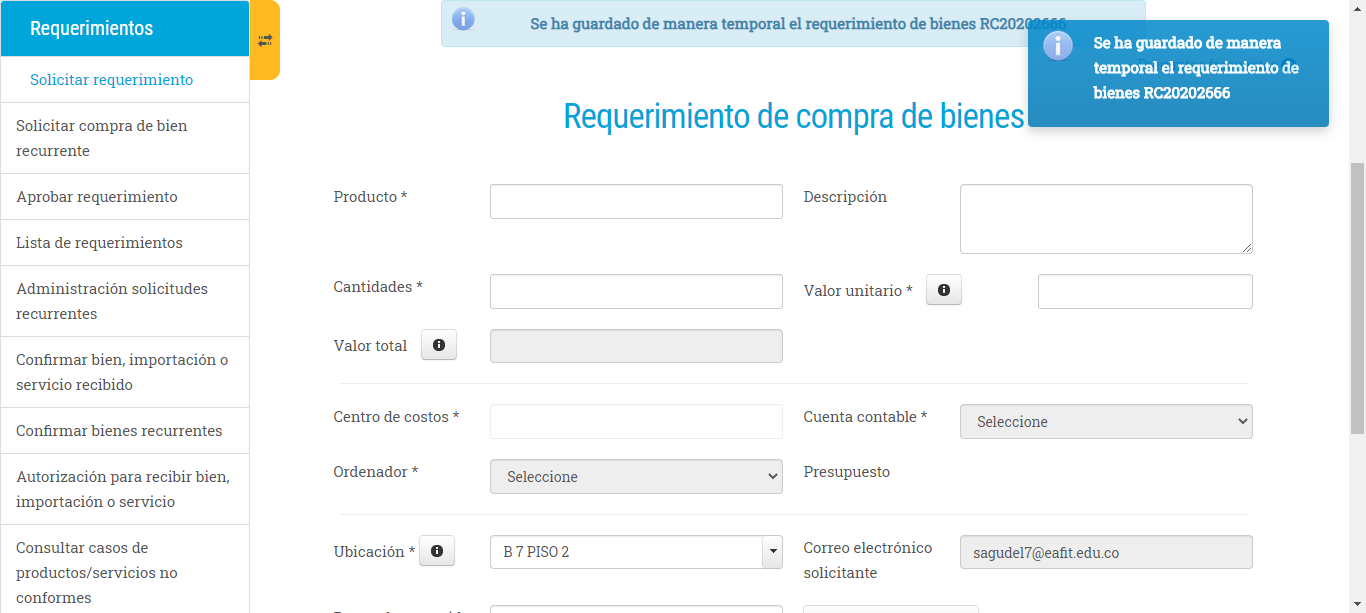 Requerimientos
Solicitar requerimiento
Solicitar compra de bien
recurrente
Aprobar requerimiento
Lista de requerimientos
Administración solicitudes
recurrentes
Confirmar bien, importación o
servicio recibido
Confirmar bienes recurrentes
Autorización para recibir bien,
importación o servicio
Consultar casos de
productos/servicios no
conformes
Se ha guardado de manera temporal el requerimiento de bienes RC20202666
Se ha guardado de manera
temporal el requerimiento de
bienes RC20202666
Requerimiento de compra de bienes
Producto *
Descripción
Cantidades *
Valor unitario *
Valor total
Centro de costos *
Cuenta contable * Seleccione
Ordenador * Seleccione
Presupuesto
Ubicación * B 7 PISO 2
Correo electrónico
solicitante
sagudel7@eafit.edu.co